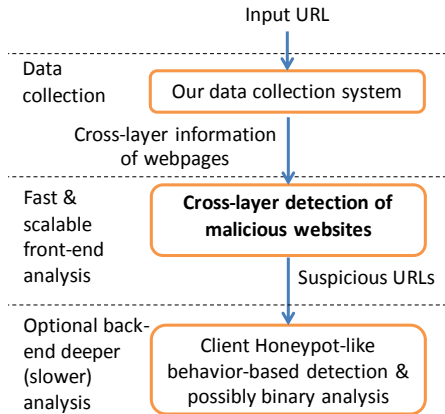 Input URL
Data
collection
Our data collection system
Cross-layer information
of webpages
Fast &
scalable
front-end
analysis
Cross-layer detection of
malicious websites
Suspicious URLs
Optional back-
end deeper
(slower)
analysis
Client Honeypot-like
behavior-based detection &
possibly binary analysis